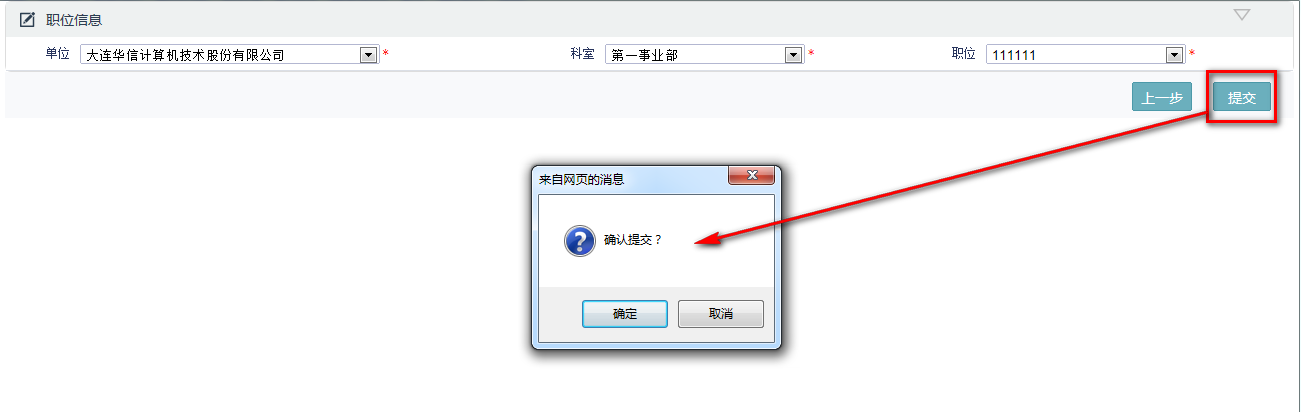 职位信息
单位 大连华信计算机技术股份有限公司 * 科室 第一事业部 * 职位 111111 *
上一步 提交
来自网页的消息
确认提交？
确定 取消